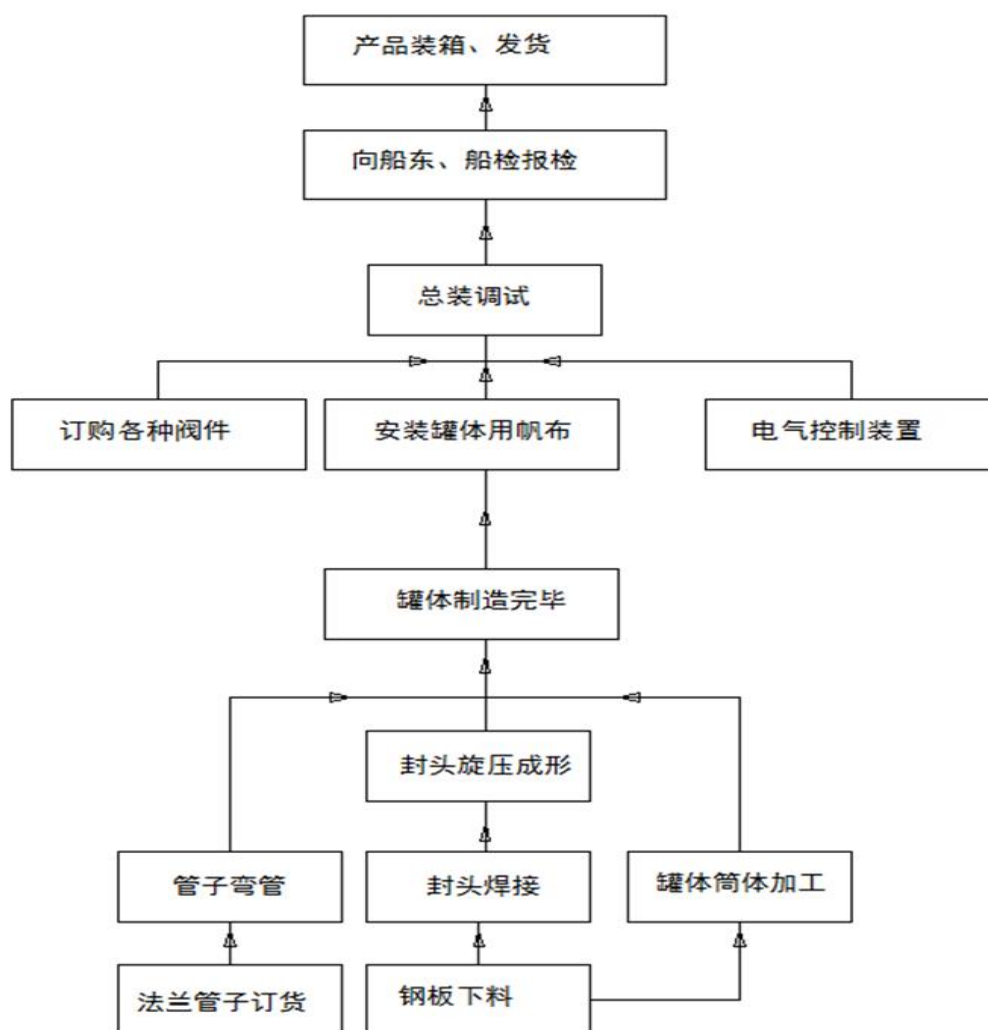 产品装箱、发货
向船东、船检报检
总装调试
订购各种阀件
安装罐体用帆布
电气控制装置
罐体制造完毕
封头旋压成形
管子弯管
封头焊接
罐体筒体加工
法兰管子订货
钢板下料